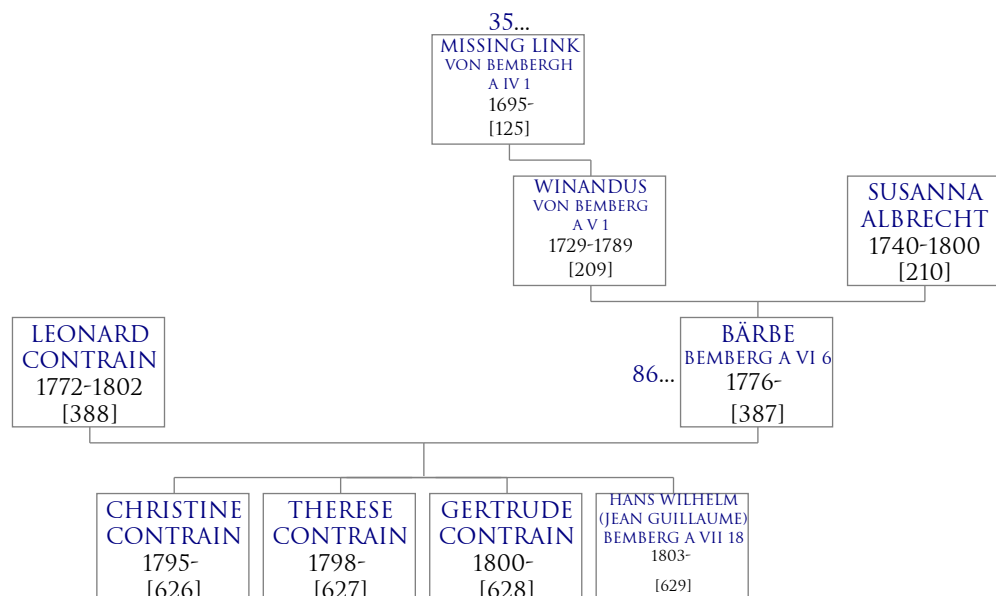 35...
MISSING LINK
VON BEMBERGH
A IV 1
1695-
[125]
WINANDUS
VON BEMBERG
A V 1
1729-1789
[209]
SUSANNA
ALBRECHT
1740-1800
[210]
LEONARD
CONTRAIN
1772-1802
[388]
86...
BÄRBE
BEMBERG A VI 6
1776-
[387]
CHRISTINE
CONTRAIN
1795-
[626]
THERESE
CONTRAIN
1798-
[627]
GERTRUDE
CONTRAIN
1800-
[628]
HANS WILHELM
(JEAN GUILLAUME)
BEMBERG A VII 18
1803-
[629]